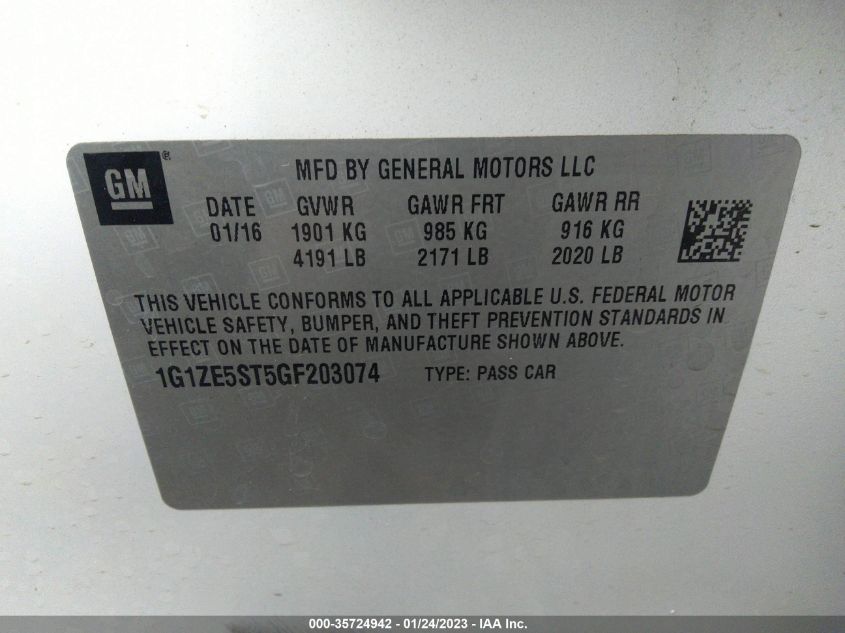 GM ®
MFD BY GENERAL MOTORS LLC
DATE GVWR GAWR FRT GAWR RR
01/16 1901 KG 985 KG 916 KG
4191 LB 2171 LB 2020 LB
THIS VEHICLE CONFORMS TO ALL APPLICABLE U.S. FEDERAL MOTOR
VEHICLE SAFETY, BUMPER, AND THEFT PREVENTION STANDARDS IN
EFFECT ON THE DATE OF MANUFACTURE SHOWN ABOVE.
1G1ZE5ST5GF203074 TYPE: PASS CAR
000-35724942 - 01/24/2023 - IAA Inc.